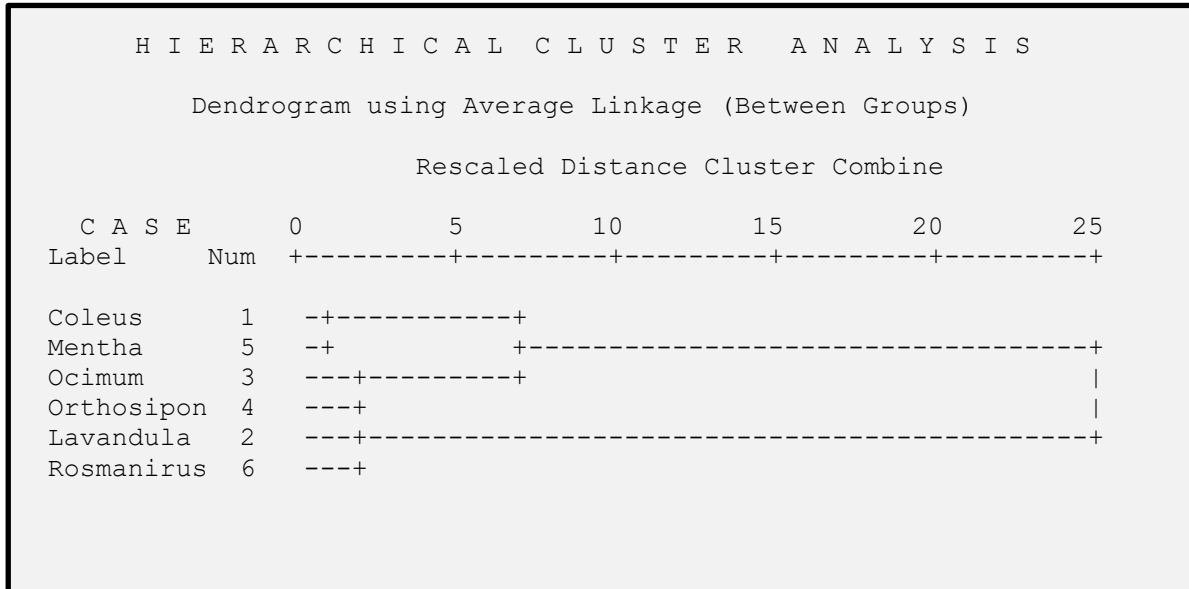 H I E R A R C H I C A L  C L U S T E R   A N A L Y S I S
Dendrogram using Average Linkage (Between Groups)
Rescaled Distance Cluster Combine
  C A S E      0         5        10        15        20        25
Label     Num  +---------+---------+---------+---------+---------+
Coleus      1   -+-----------+
Mentha      5   -+           +-----------------------------------+
Ocimum      3   ---+---------+                                   |
Orthosipon  4   ---+                                             |
Lavandula   2   ---+---------------------------------------------+
Rosmanirus  6   ---+